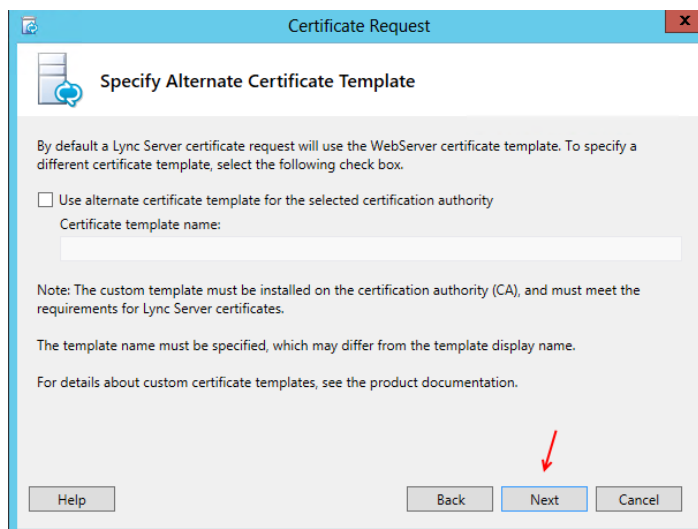 Certificate Request
x
Specify Alternate Certificate Template
By default a Lync Server certificate request will use the WebServer certificate template. To specify a
different certificate template, select the following check box.
Use alternate certificate template for the selected certification authority
Certificate template name:
Note: The custom template must be installed on the certification authority (CA), and must meet the
requirements for Lync Server certificates.
The template name must be specified, which may differ from the template display name.
For details about custom certificate templates, see the product documentation.
Help Back Next Cancel